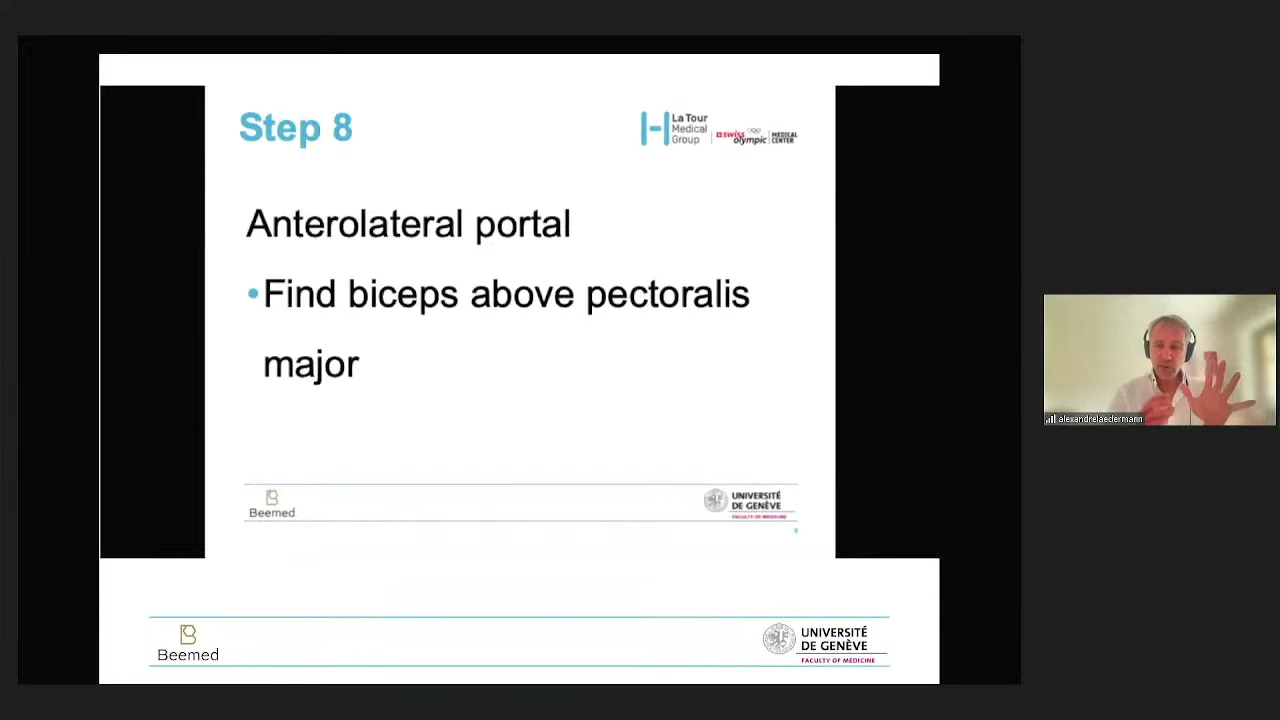 Step 8
La Tour
Medical
Group
swiss
olympic
MEDICAL
CENTER
Anterolateral portal
•Find biceps above pectoralis
major
Beemed
UNIVERSITÉ
DE GENÈVE
FACULTY OF MEDICINE
alexandrelaedermann
Beemed
UNIVERSITÉ
DE GENÈVE
FACULTY OF MEDICINE